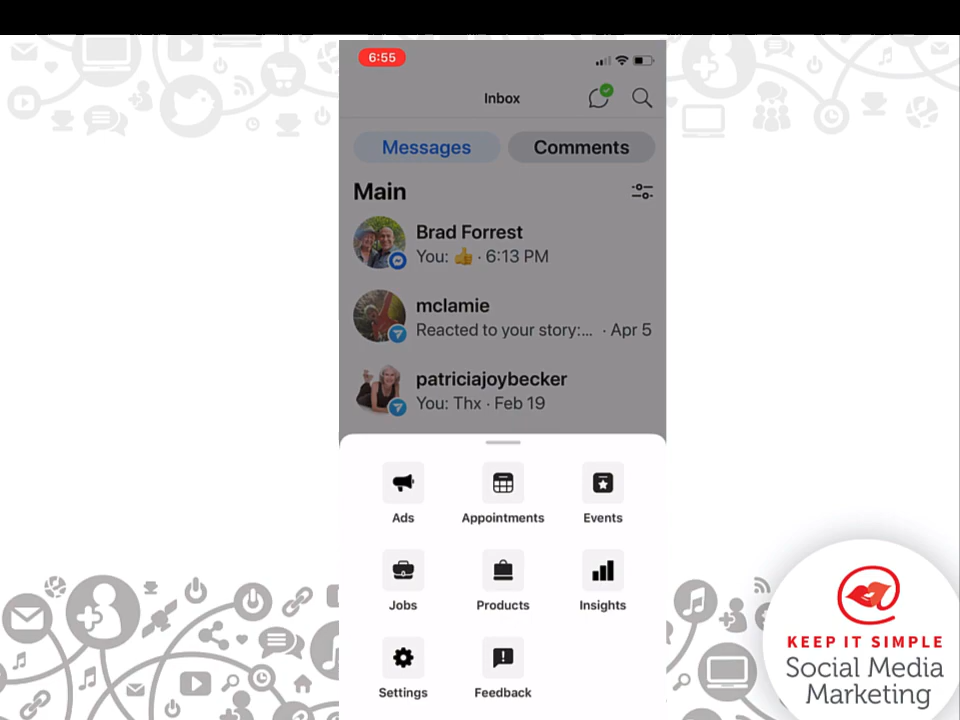 6:55
Inbox
Messages
Comments
Main
Brad Forrest
You: 👍 · 6:13 PM
mclamie
Reacted to your story:... · Apr 5
patriciajoybecker
You: Thx · Feb 19
Ads
Appointments
Events
Jobs
Products
Insights
Settings
Feedback
KEEP IT SIMPLE
Social Media
Marketing